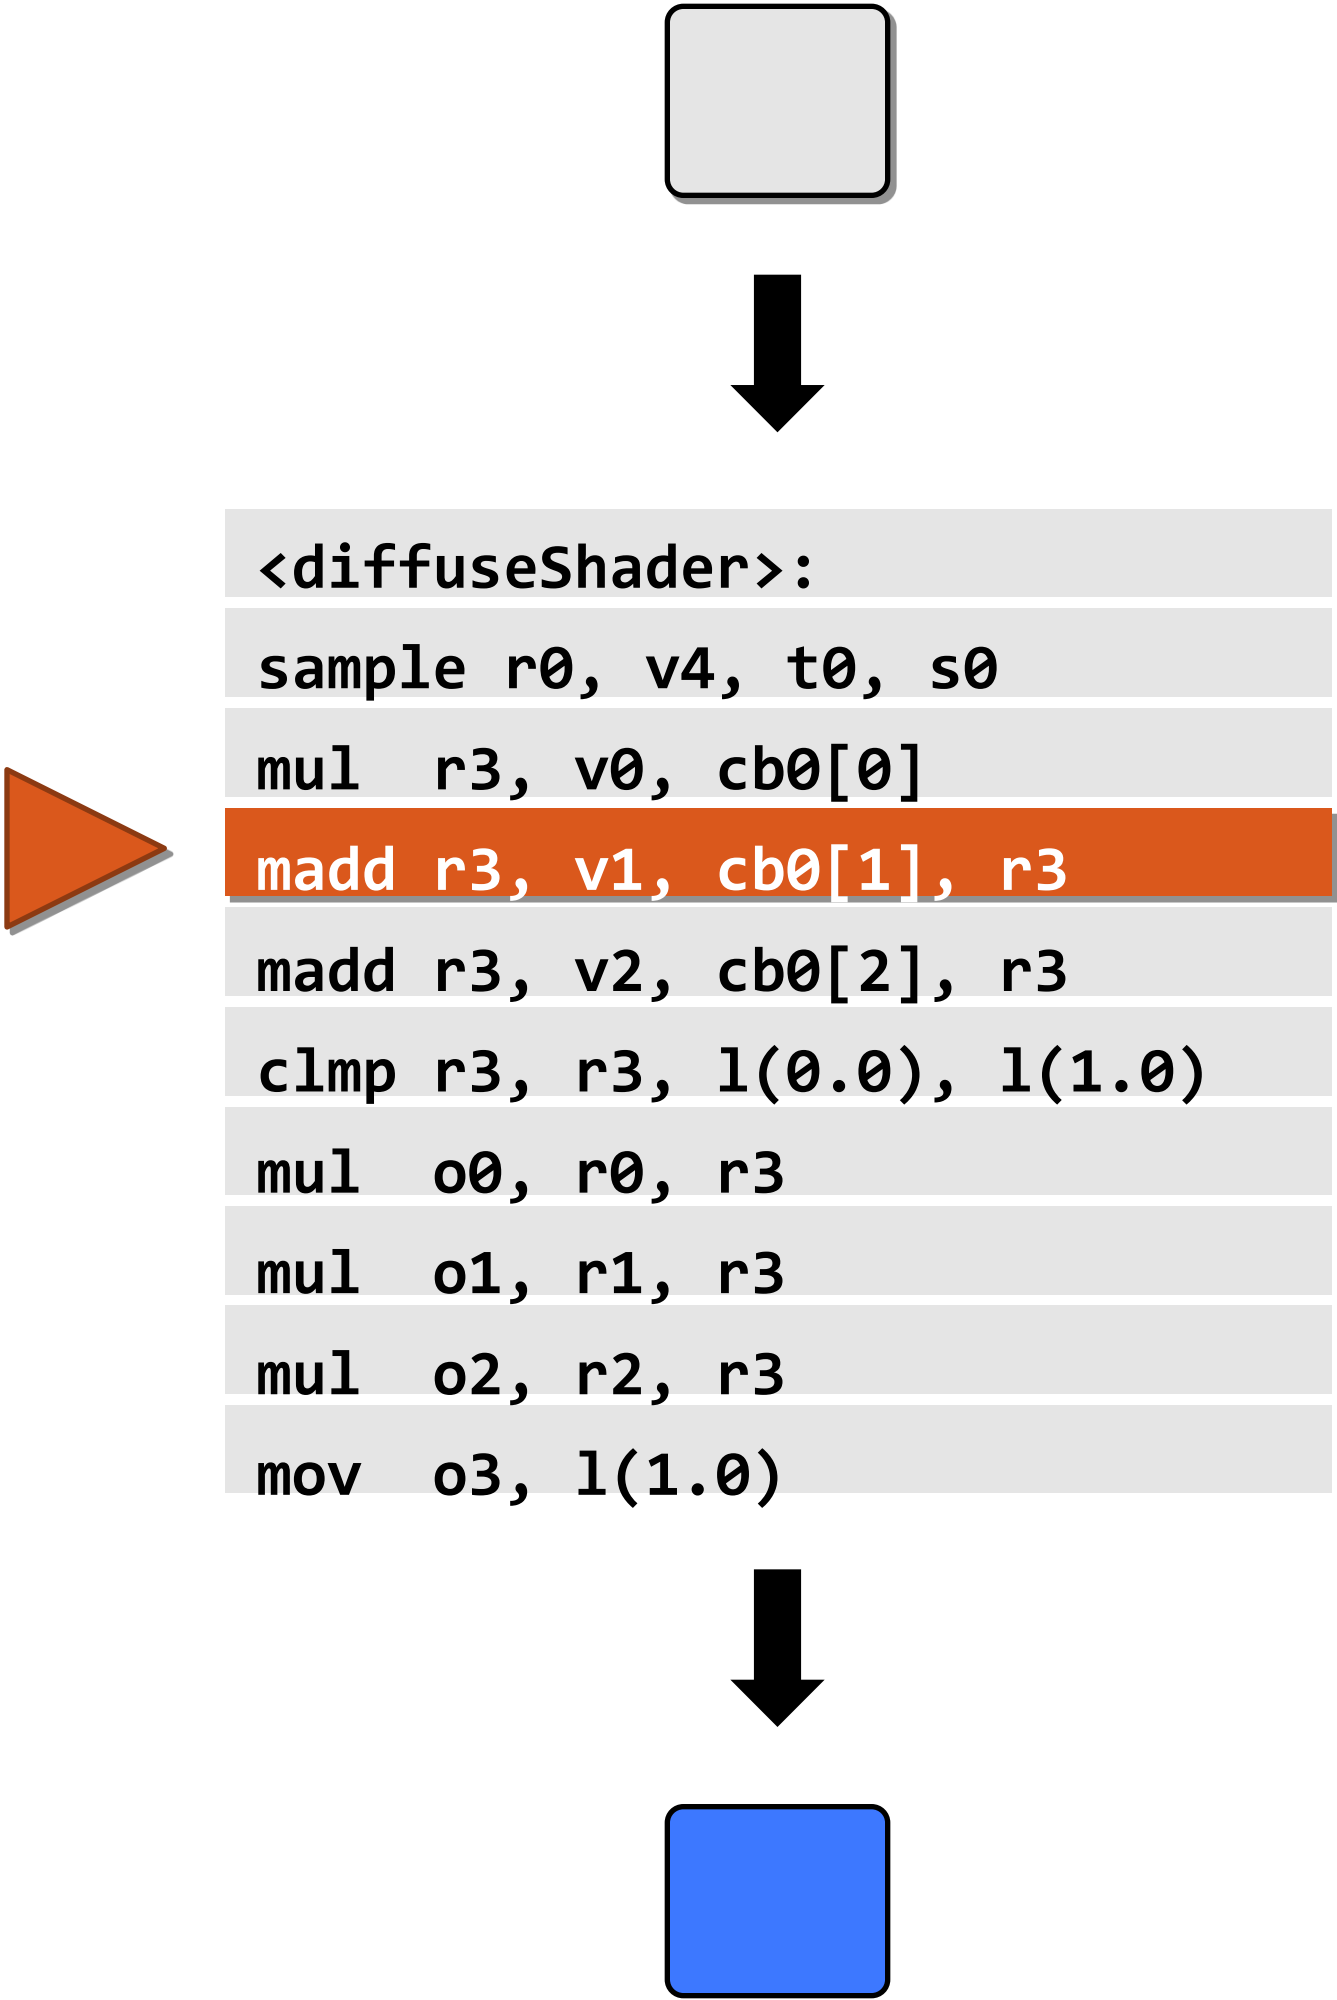 <diffuseShader>:
sample r0, v4, t0, s0
mul  r3, v0, cb0[0]
madd r3, v1, cb0[1], r3
madd r3, v2, cb0[2], r3
clmp r3, r3, l(0.0), l(1.0)
mul  o0, r0, r3
mul  o1, r1, r3
mul  o2, r2, r3
mov  o3, l(1.0)